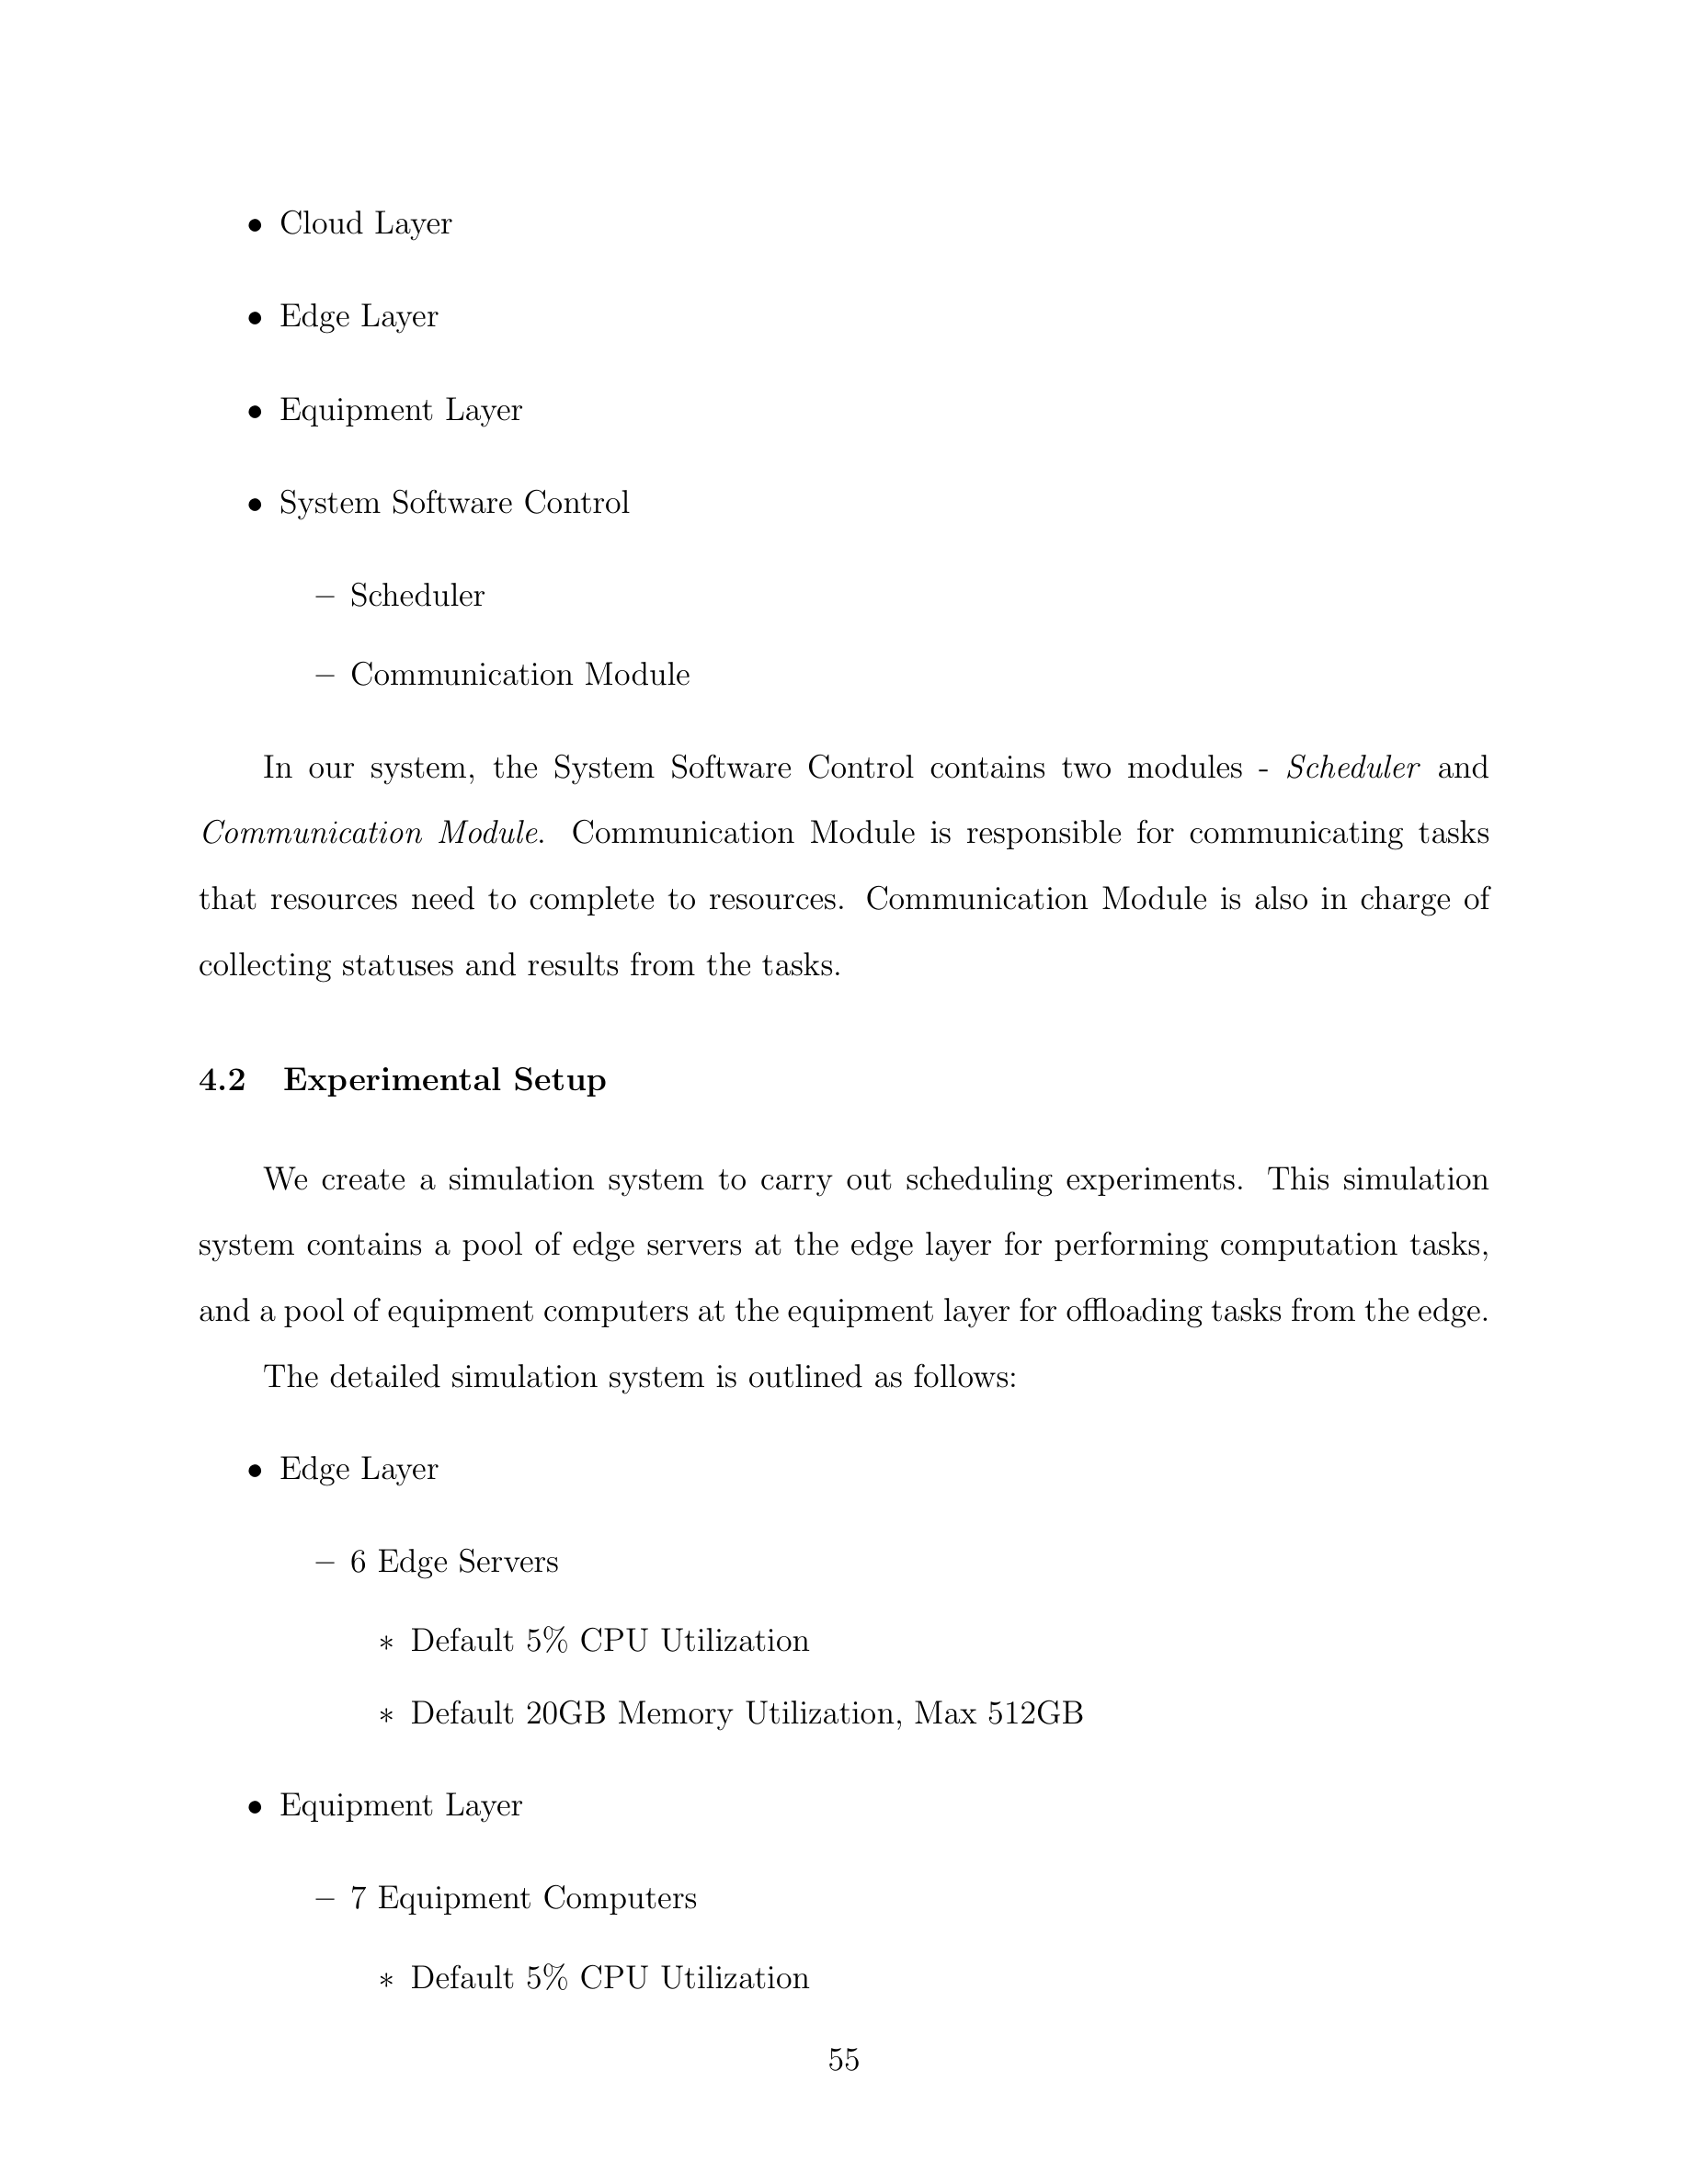 • Cloud Layer
• Edge Layer
• Equipment Layer
• System Software Control
– Scheduler
– Communication Module
In our system, the System Software Control contains two modules - Scheduler and
Communication Module. Communication Module is responsible for communicating tasks
that resources need to complete to resources. Communication Module is also in charge of
collecting statuses and results from the tasks.
4.2 Experimental Setup
We create a simulation system to carry out scheduling experiments. This simulation
system contains a pool of edge servers at the edge layer for performing computation tasks,
and a pool of equipment computers at the equipment layer for offloading tasks from the edge.
The detailed simulation system is outlined as follows:
• Edge Layer
– 6 Edge Servers
∗ Default 5% CPU Utilization
∗ Default 20GB Memory Utilization, Max 512GB
• Equipment Layer
– 7 Equipment Computers
∗ Default 5% CPU Utilization
55